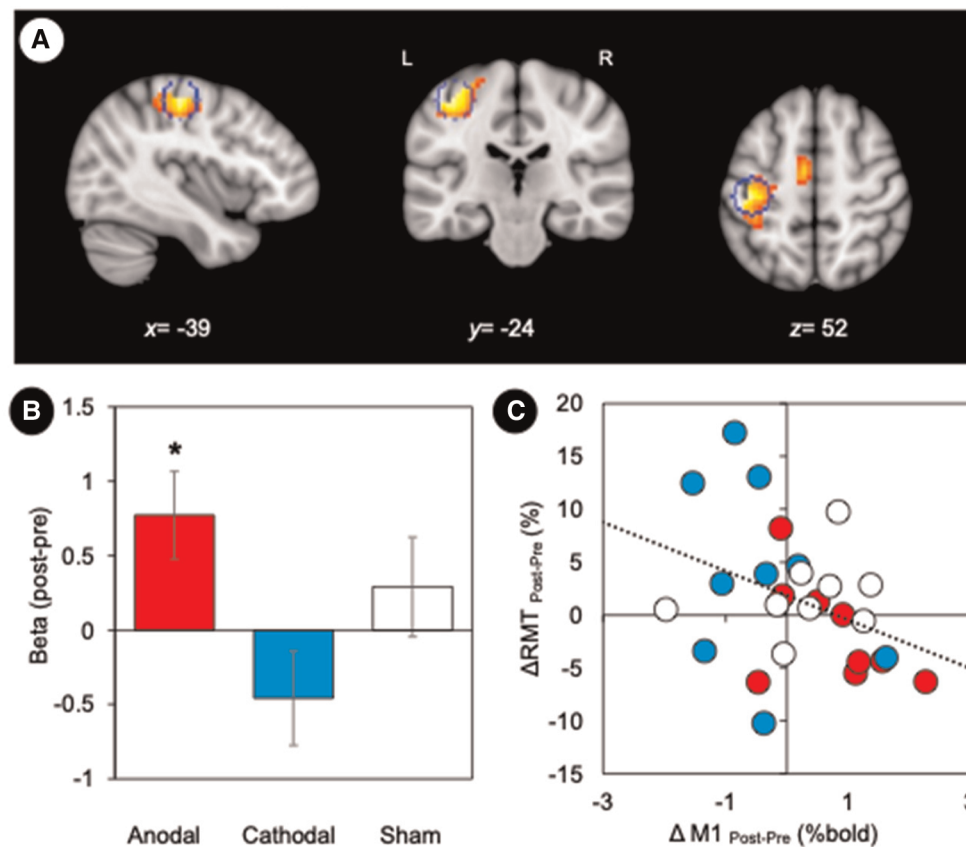 A
L R
x= -39 y= -24 z= 52
B
1.5
1
0.5
0
-0.5
-1
Beta (post-pre)
*
Anodal Cathodal Sham
C
20
15
10
5
0
-5
-10
-15
ΔRMT Post-Pre (%)
-3 -1 1 3
Δ M1 Post-Pre (%bold)